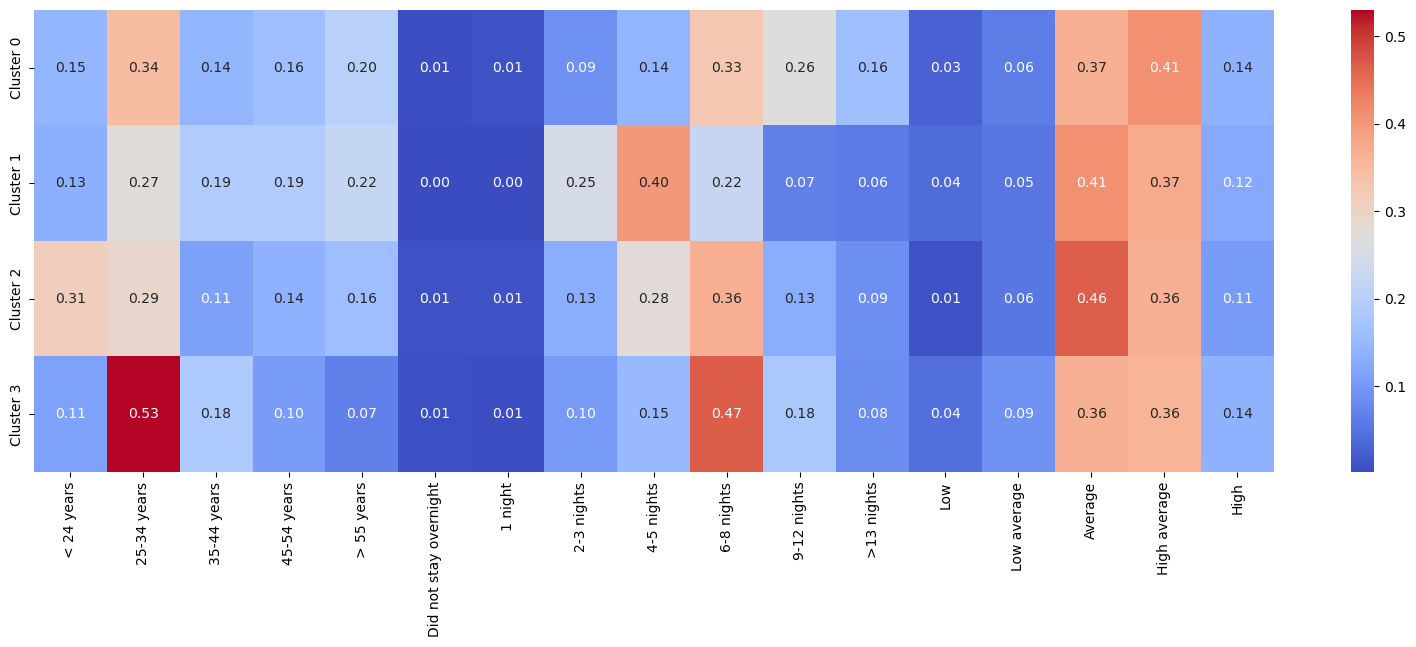 Cluster 0 0.15 0.34 0.14 0.16 0.20 0.01 0.01 0.09 0.14 0.33 0.26 0.16 0.03 0.06 0.37 0.41 0.14
Cluster 1 0.13 0.27 0.19 0.19 0.22 0.00 0.00 0.25 0.40 0.22 0.07 0.06 0.04 0.05 0.41 0.37 0.12
Cluster 2 0.31 0.29 0.11 0.14 0.16 0.01 0.01 0.13 0.28 0.36 0.13 0.09 0.01 0.06 0.46 0.36 0.11
Cluster 3 0.11 0.53 0.18 0.10 0.07 0.01 0.01 0.10 0.15 0.47 0.18 0.08 0.04 0.09 0.36 0.36 0.14
< 24 years
25-34 years
35-44 years
45-54 years
> 55 years
Did not stay overnight
1 night
2-3 nights
4-5 nights
6-8 nights
9-12 nights
>13 nights
Low
Low average
Average
High average
High
0.5
0.4
0.3
0.2
0.1